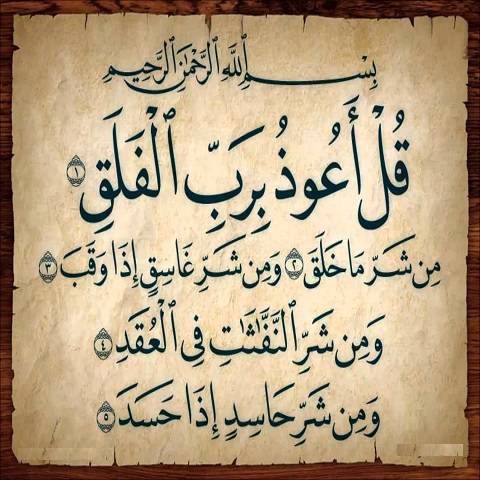 بِسْمِ ٱللَّهِ ٱلرَّحْمَٰنِ ٱلرَّحِيمِ
قُلْ أَعُوذُ بِرَبِّ ٱلْفَلَقِ ١
مِن شَرِّ مَا خَلَقَ ٢ وَمِن شَرِّ غَاسِقٍ إِذَا وَقَبَ ٣
وَمِن شَرِّ ٱلنَّفَّٰثَٰتِ فِى ٱلْعُقَدِ ٤
وَمِن شَرِّ حَاسِدٍ إِذَا حَسَدَ ٥